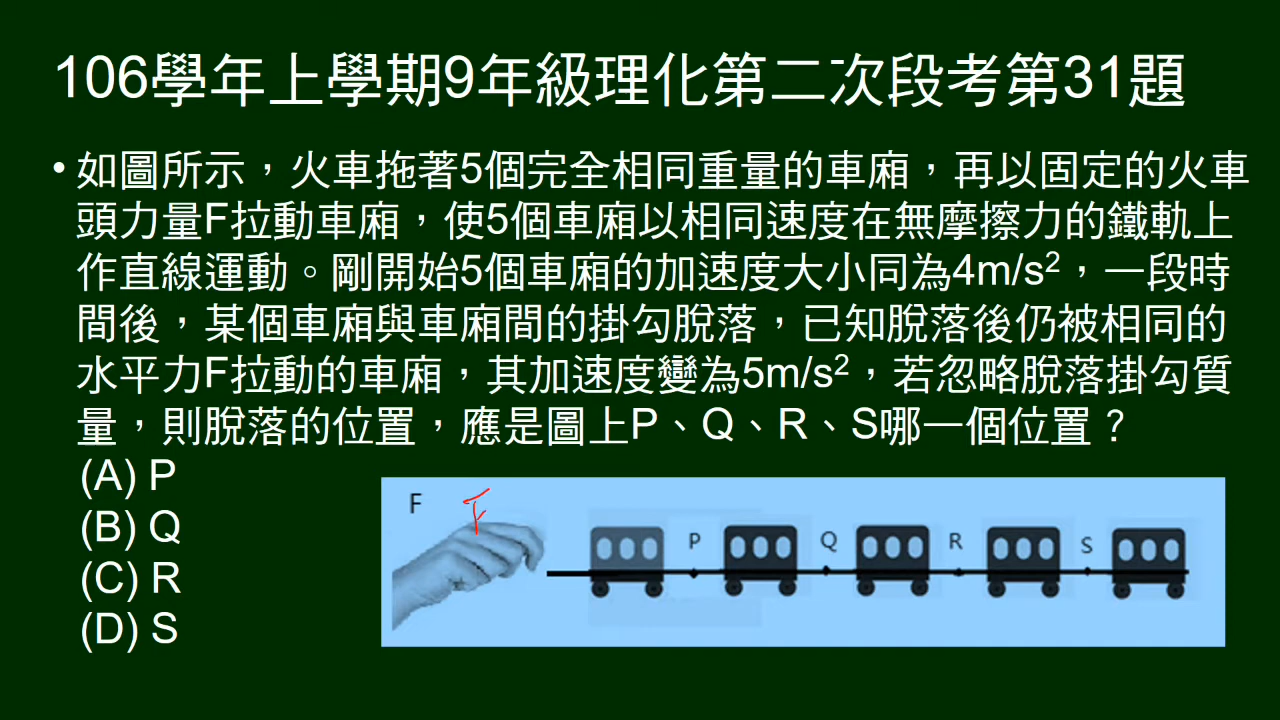 106學年上學期9年級理化第二次段考第31題
• 如圖所示，火車拖著5個完全相同重量的車廂，再以固定的火車
頭力量F拉動車廂，使5個車廂以相同速度在無摩擦力的鐵軌上
作直線運動。剛開始5個車廂的加速度大小同為4m/s²，一段時
間後，某個車廂與車廂間的掛勾脫落，已知脫落後仍被相同的
水平力F拉動的車廂，其加速度變為5m/s²，若忽略脫落掛勾質
量，則脫落的位置，應是圖上P、Q、R、S哪一個位置？
(A) P
(B) Q
(C) R
(D) S
F F
P Q R S